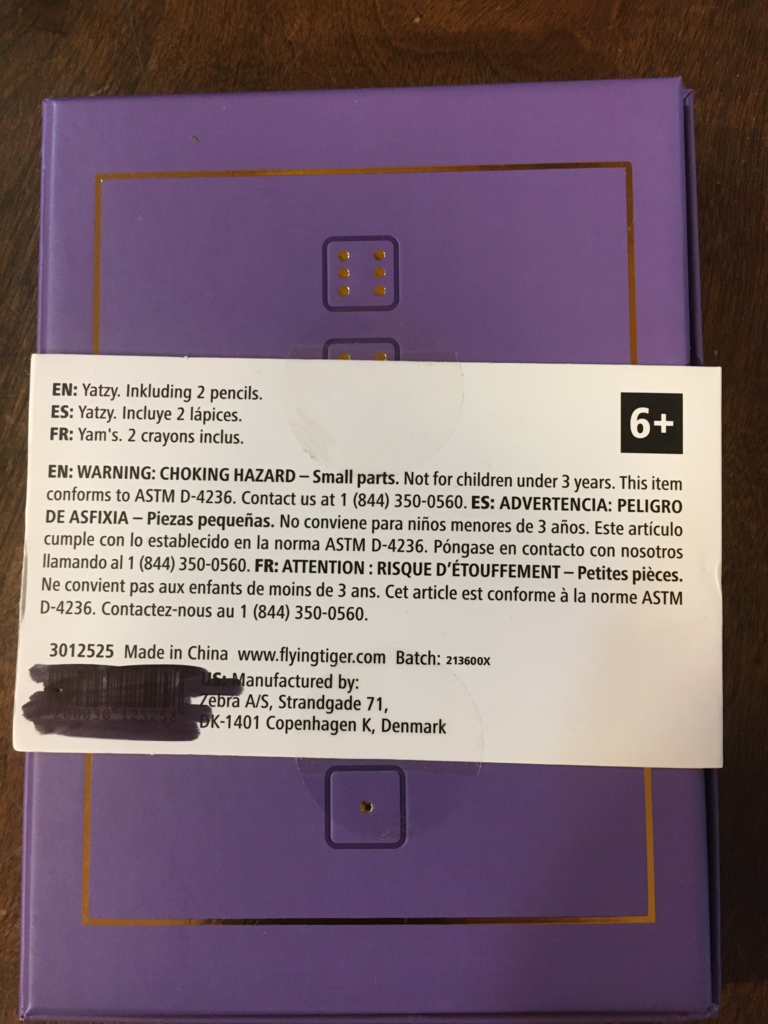 EN: Yatzy. Inkluding 2 pencils.
ES: Yatzy. Incluye 2 lápices.
FR: Yam's. 2 crayons inclus.
6+
EN: WARNING: CHOKING HAZARD – Small parts. Not for children under 3 years. This item
conforms to ASTM D-4236. Contact us at 1 (844) 350-0560. ES: ADVERTENCIA: PELIGRO
DE ASFIXIA – Piezas pequeñas. No conviene para niños menores de 3 años. Este artículo
cumple con lo establecido en la norma ASTM D-4236. Póngase en contacto con nosotros
llamando al 1 (844) 350-0560. FR: ATTENTION : RISQUE D'ÉTOUFFEMENT – Petites pièces.
Ne convient pas aux enfants de moins de 3 ans. Cet article est conforme à la norme ASTM
D-4236. Contactez-nous au 1 (844) 350-0560.
3012525 Made in China www.flyingtiger.com Batch: 213600X
US: Manufactured by:
Zebra A/S, Strandgade 71,
DK-1401 Copenhagen K, Denmark